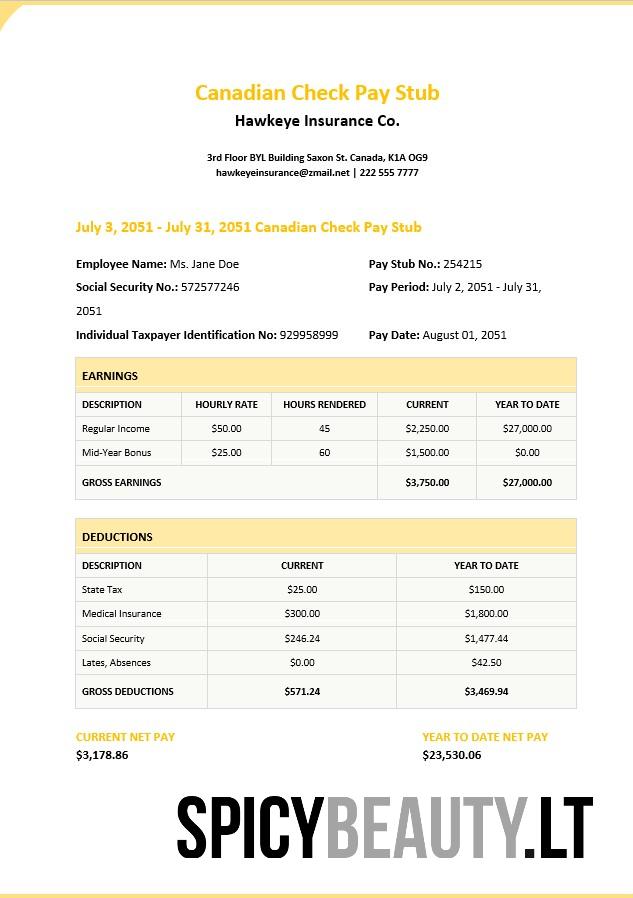 Canadian Check Pay Stub
Hawkeye Insurance Co.
3rd Floor BYL Building Saxon St. Canada, K1A OG9
hawkeyeinsurance@zmail.net | 222 555 7777
July 3, 2051 - July 31, 2051 Canadian Check Pay Stub
Employee Name: Ms. Jane Doe Pay Stub No.: 254215
Social Security No.: 572577246 Pay Period: July 2, 2051 - July 31,
2051
Individual Taxpayer Identification No: 929958999 Pay Date: August 01, 2051
EARNINGS
DESCRIPTION HOURLY RATE HOURS RENDERED CURRENT YEAR TO DATE
Regular Income $50.00 45 $2,250.00 $27,000.00
Mid-Year Bonus $25.00 60 $1,500.00 $0.00
GROSS EARNINGS $3,750.00 $27,000.00
DEDUCTIONS
DESCRIPTION CURRENT YEAR TO DATE
State Tax $25.00 $150.00
Medical Insurance $300.00 $1,800.00
Social Security $246.24 $1,477.44
Lates, Absences $0.00 $42.50
GROSS DEDUCTIONS $571.24 $3,469.94
CURRENT NET PAY YEAR TO DATE NET PAY
$3,178.86 $23,530.06
SPICYBEAUTY.LT